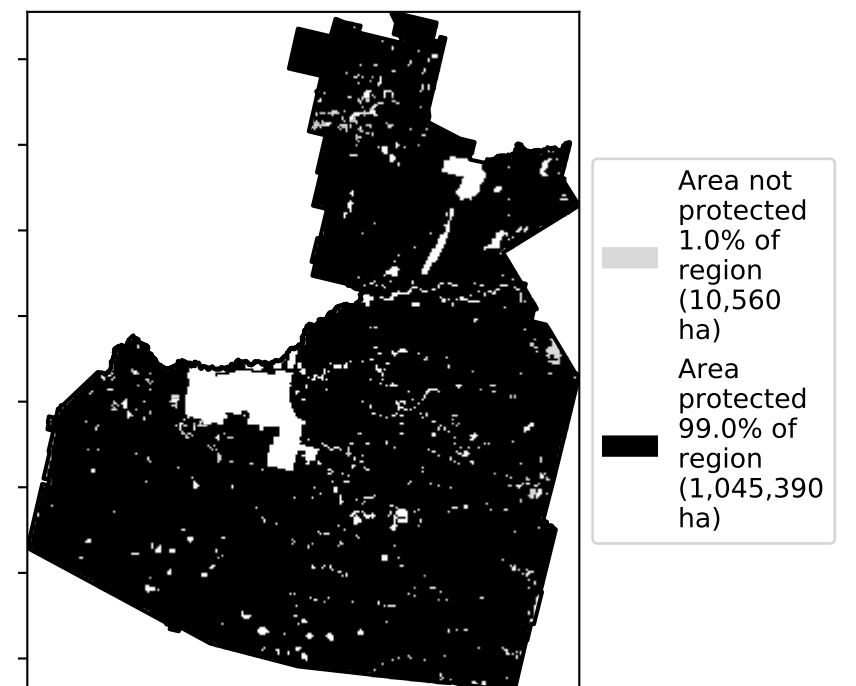 Area not
protected
1.0% of
region
(10,560
ha)
Area
protected
99.0% of
region
(1,045,390
ha)